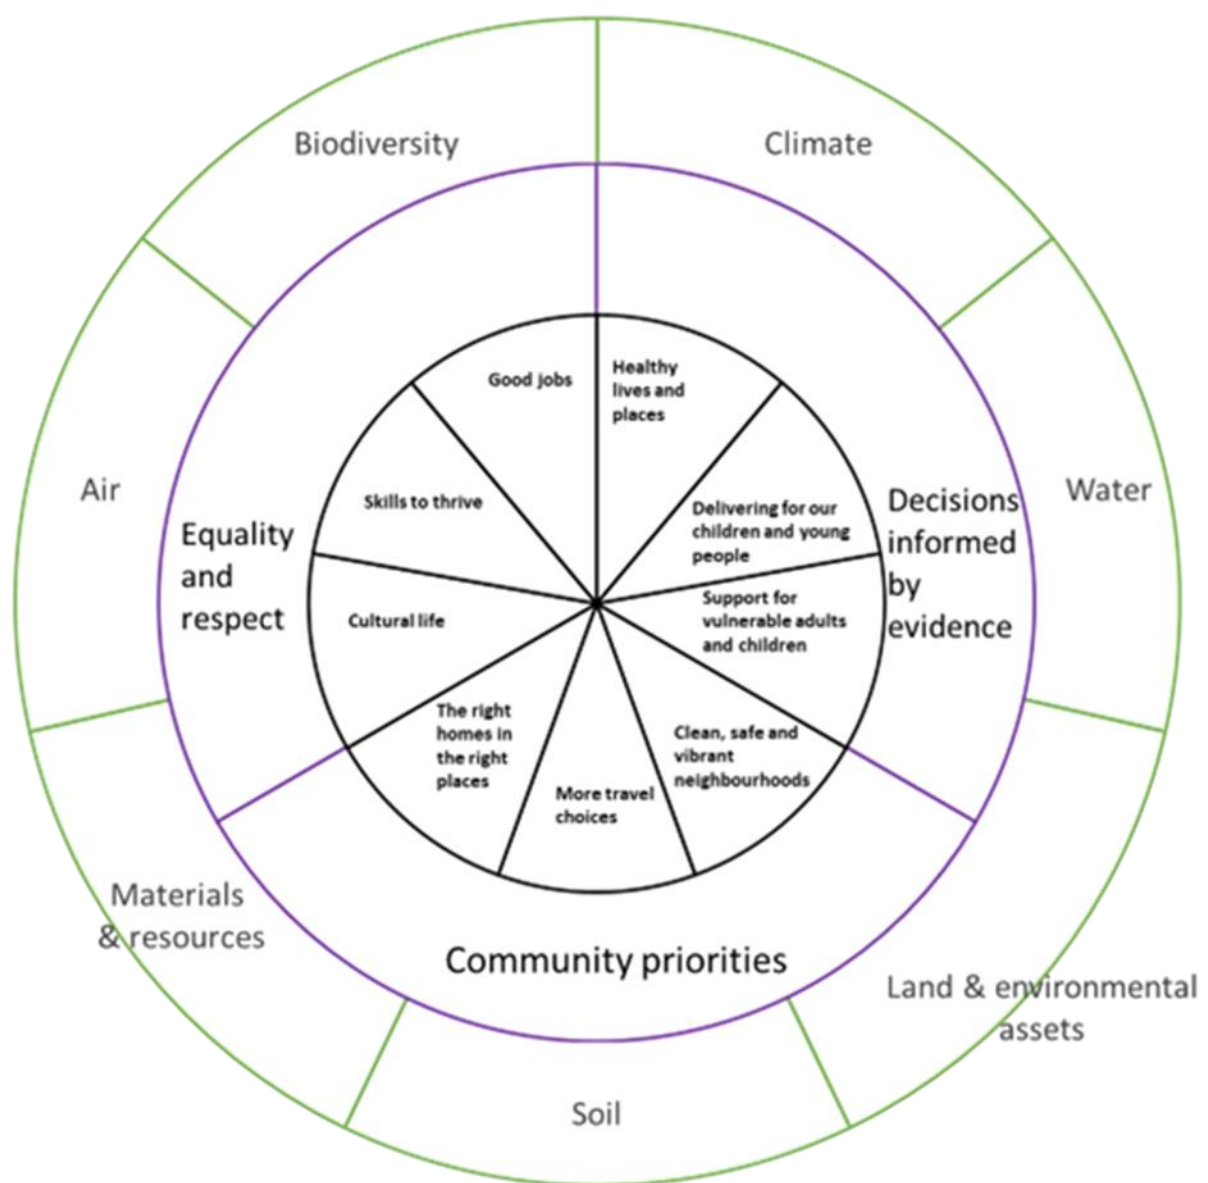 Biodiversity
Climate
Air
Water
Materials
& resources
Land & environmental
assets
Soil
Equality
and
respect
Decisions
informed
by
evidence
Community priorities
Good jobs
Healthy
lives and
places
Skills to thrive
Delivering for our
children and young
people
Cultural life
Support for
vulnerable adults
and children
The right
homes in
the right
places
Clean, safe and
vibrant
neighbourhoods
More travel
choices